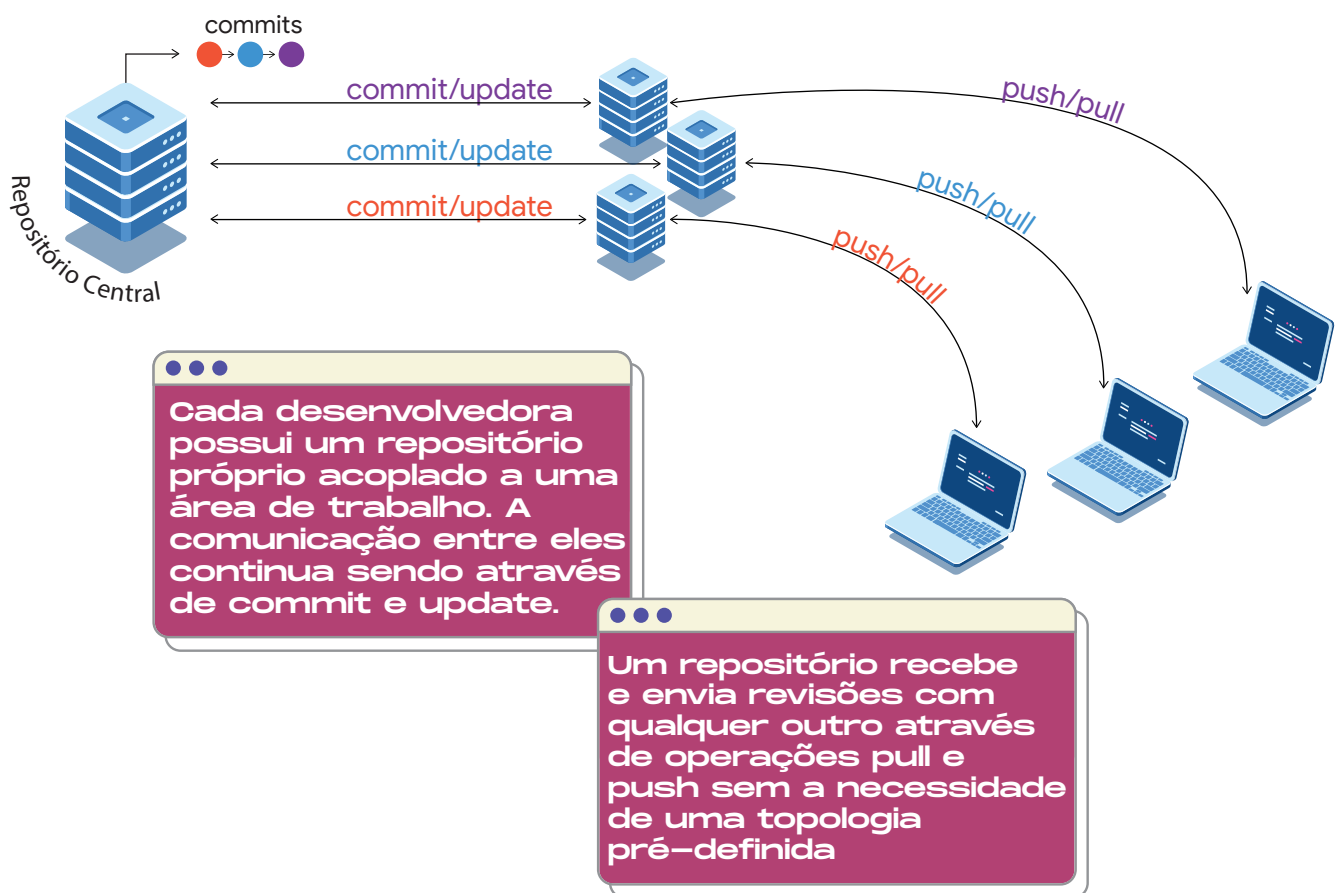 commits
commit/update
push/pull
commit/update
push/pull
commit/update
push/pull
Repositório Central
Cada desenvolvedora
possui um repositório
próprio acoplado a uma
área de trabalho. A
comunicação entre eles
continua sendo através
de commit e update.
Um repositório recebe
e envia revisões com
qualquer outro através
de operações pull e
push sem a necessidade
de uma topologia
pré-definida